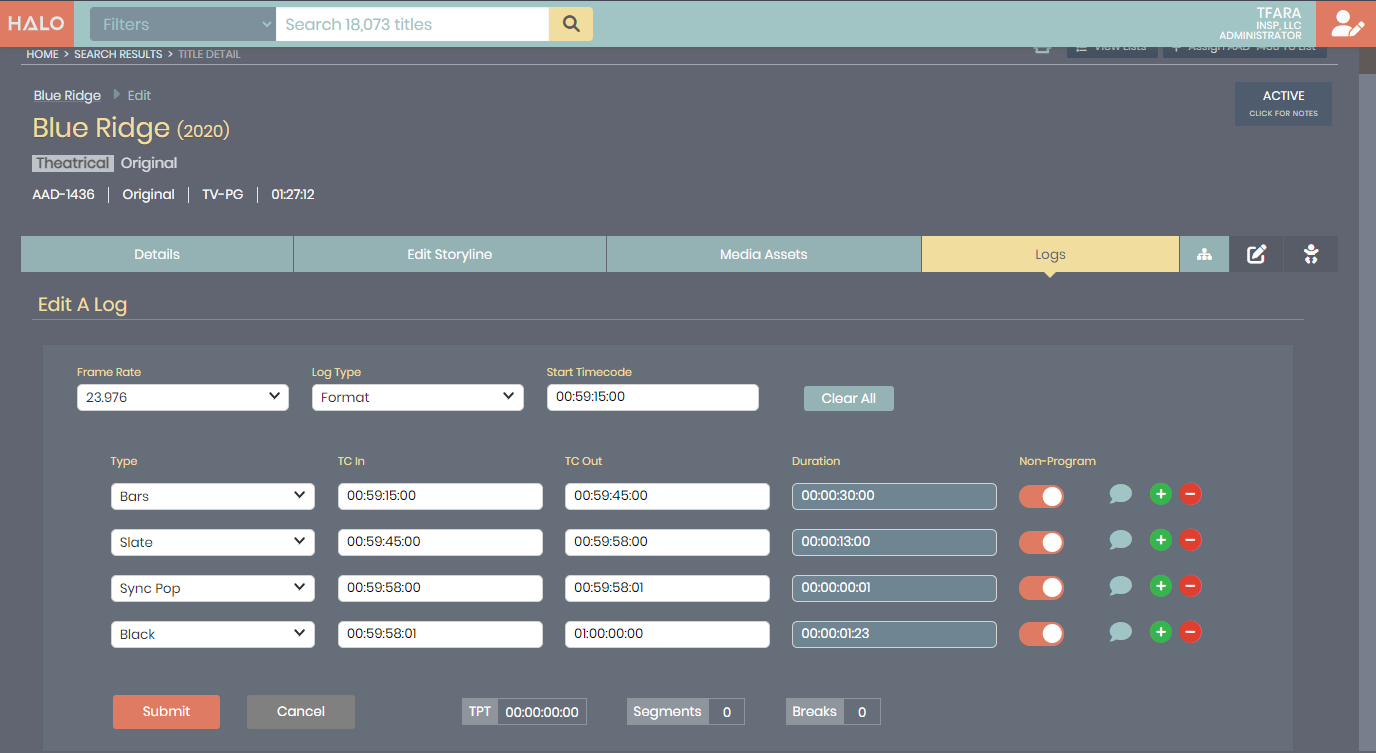 HALO
Filters
Search 18,073 titles
TFARA
INSP, LLC
ADMINISTRATOR
HOME > SEARCH RESULTS > TITLE DETAIL
View Lists
Assign AAD-1436 To List
Blue Ridge Edit
ACTIVE
CLICK FOR NOTES
Blue Ridge (2020)
Theatrical Original
AAD-1436 | Original | TV-PG | 01:27:12
Details Edit Storyline Media Assets Logs
Edit A Log
Frame Rate Log Type Start Timecode
23.976 Format 00:59:15:00 Clear All
Type TC In TC Out Duration Non-Program
Bars 00:59:15:00 00:59:45:00 00:00:30:00
Slate 00:59:45:00 00:59:58:00 00:00:13:00
Sync Pop 00:59:58:00 00:59:58:01 00:00:00:01
Black 00:59:58:01 01:00:00:00 00:00:01:23
Submit Cancel TPT 00:00:00:00 Segments 0 Breaks 0